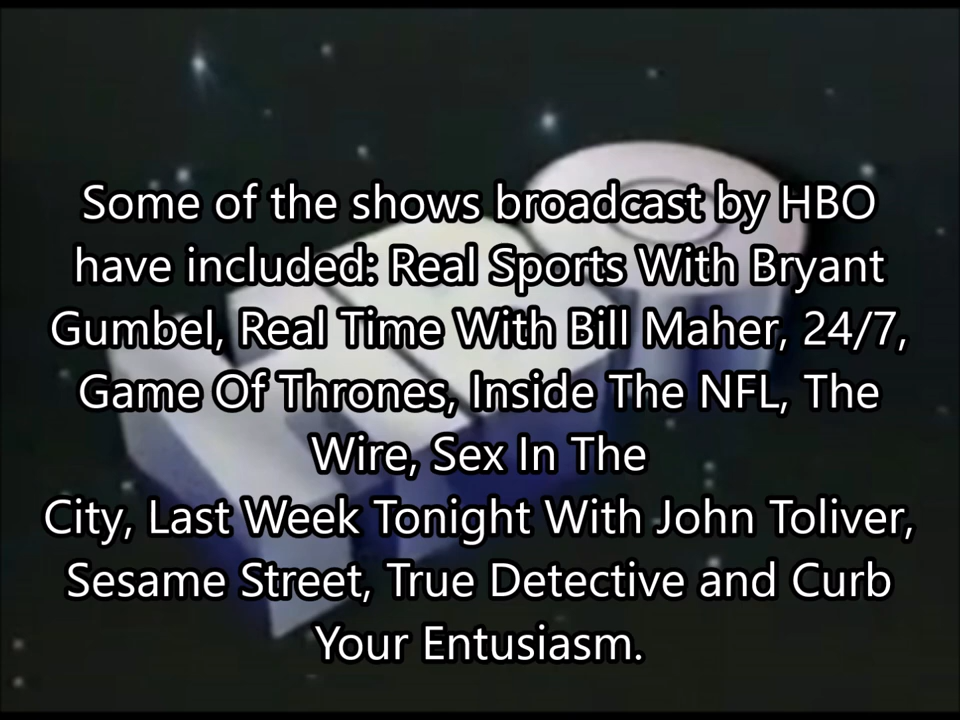 Some of the shows broadcast by HBO
have included: Real Sports With Bryant
Gumbel, Real Time With Bill Maher, 24/7,
Game Of Thrones, Inside The NFL, The
Wire, Sex In The
City, Last Week Tonight With John Toliver,
Sesame Street, True Detective and Curb
Your Entusiasm.